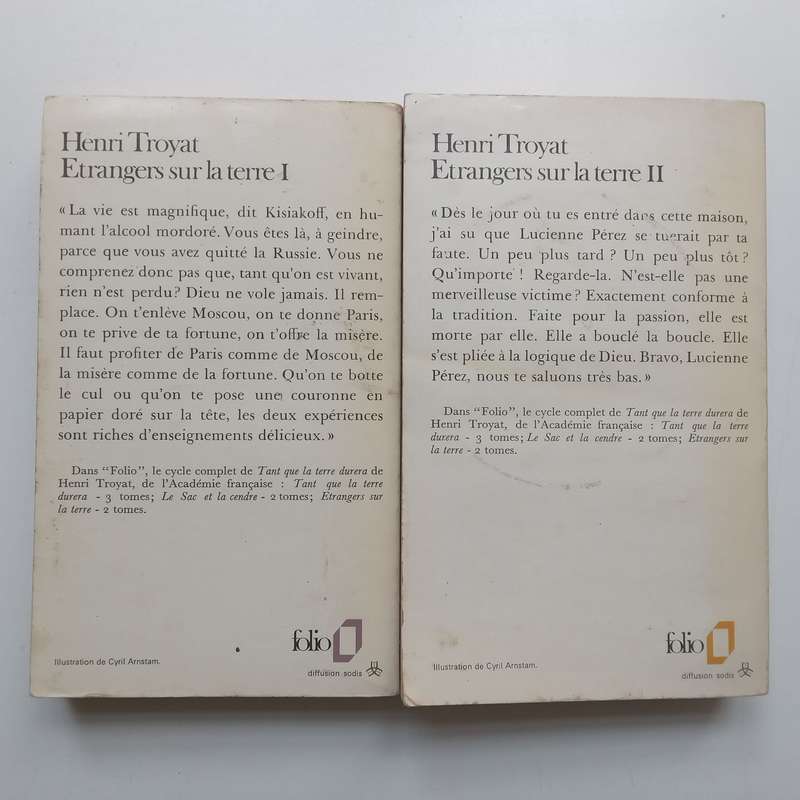 Henri Troyat
Etrangers sur la terre I
« La vie est magnifique, dit Kisiakoff, en hu-
mant l'alcool mordoré. Vous êtes là, à geindre,
parce que vous avez quitté la Russie. Vous ne
comprenez donc pas que, tant qu'on est vivant,
rien n'est perdu? Dieu ne vole jamais. Il rem-
place. On t'enlève Moscou, on te donne Paris,
on te prive de ta fortune, on t'offre la misère.
Il faut profiter de Paris comme de Moscou, de
la misère comme de la fortune. Qu'on te botte
le cul ou qu'on te pose une couronne en
papier doré sur la tête, les deux expériences
sont riches d'enseignements délicieux. »
Dans "Folio", le cycle complet de Tant que la terre durera de
Henri Troyat, de l'Académie française : Tant que la terre
durera - 3 tomes; Le Sac et la cendre - 2 tomes; Etrangers sur
la terre - 2 tomes.
folio
Illustration de Cyril Arnstam.
diffusion sodis
Henri Troyat
Etrangers sur la terre II
« Dès le jour où tu es entré dans cette maison,
j'ai su que Lucienne Pérez se tuerait par ta
faute. Un peu plus tard ? Un peu plus tôt ?
Qu'importe ! Regarde-la. N'est-elle pas une
merveilleuse victime? Exactement conforme à
la tradition. Faite pour la passion, elle est
morte par elle. Elle a bouclé la boucle. Elle
s'est pliée à la logique de Dieu. Bravo, Lucienne
Pérez, nous te saluons très bas. »
Dans "Folio", le cycle complet de Tant que la terre durera de
Henri Troyat, de l'Académie française : Tant que la terre
durera - 3 tomes; Le Sac et la cendre - 2 tomes; Etrangers sur
la terre - 2 tomes.
folio
Illustration de Cyril Arnstam.
diffusion sodis